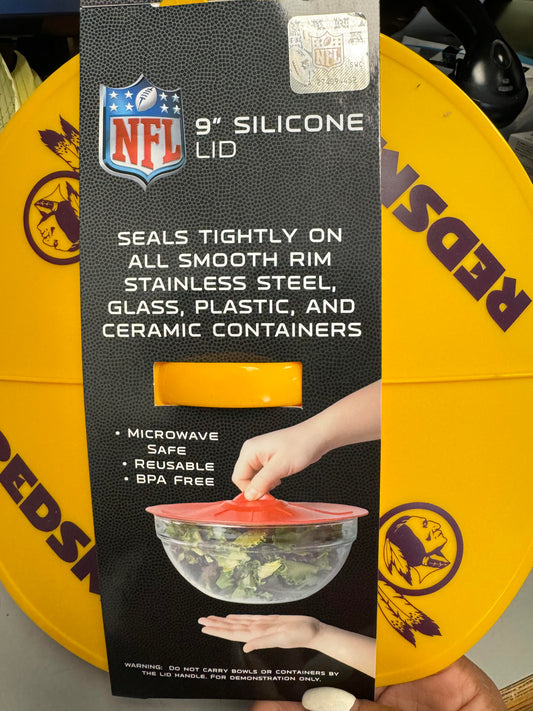 NFL
NFL
9" SILICONE
LID
SEALS TIGHTLY ON
ALL SMOOTH RIM
STAINLESS STEEL,
GLASS, PLASTIC, AND
CERAMIC CONTAINERS
• MICROWAVE
SAFE
• REUSABLE
• BPA FREE
WARNING: DO NOT CARRY BOWLS OR CONTAINERS BY
THE LID HANDLE. FOR DEMONSTRATION ONLY.
REDSK
REDSK